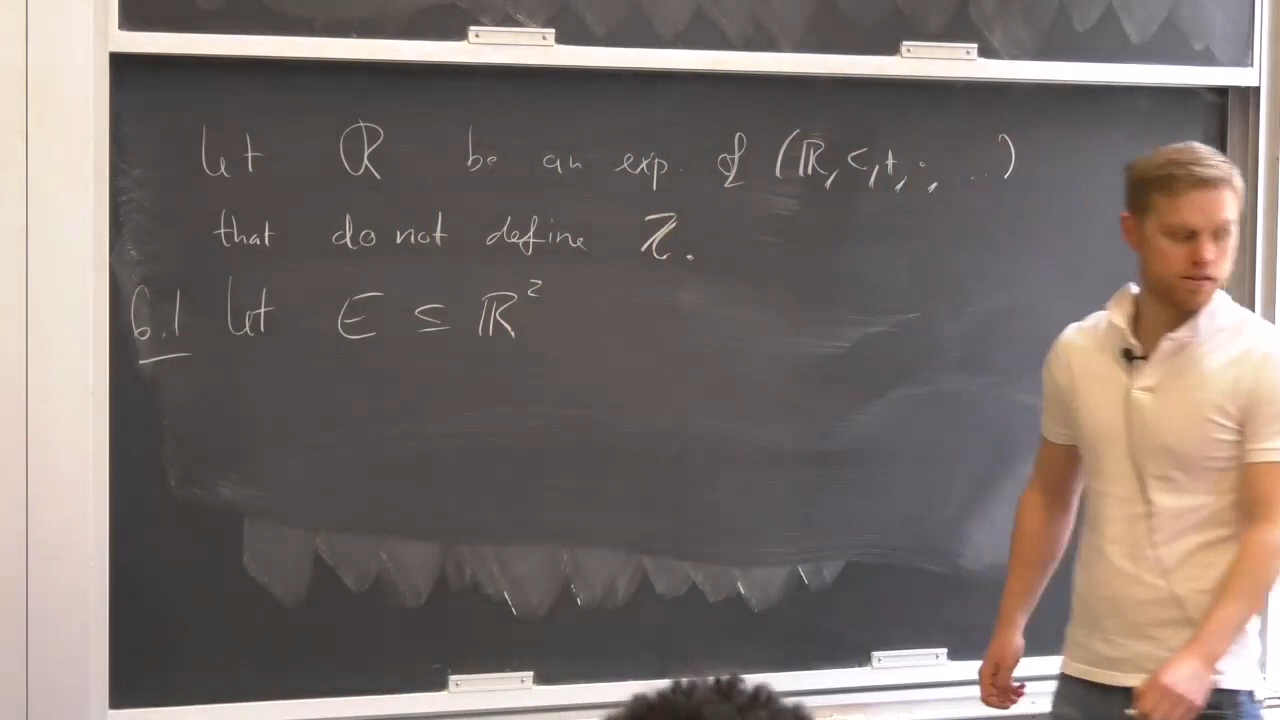 Let ℛ be an exp. of (ℝ, <, +, ·, ...)
that do not define ℤ.
6.1 Let E ⊆ ℝ²